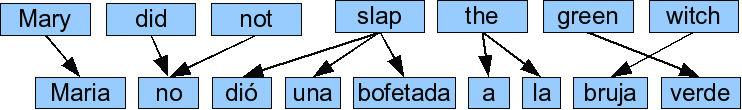 Mary did not slap the green witch
Maria no dió una bofetada a la bruja verde